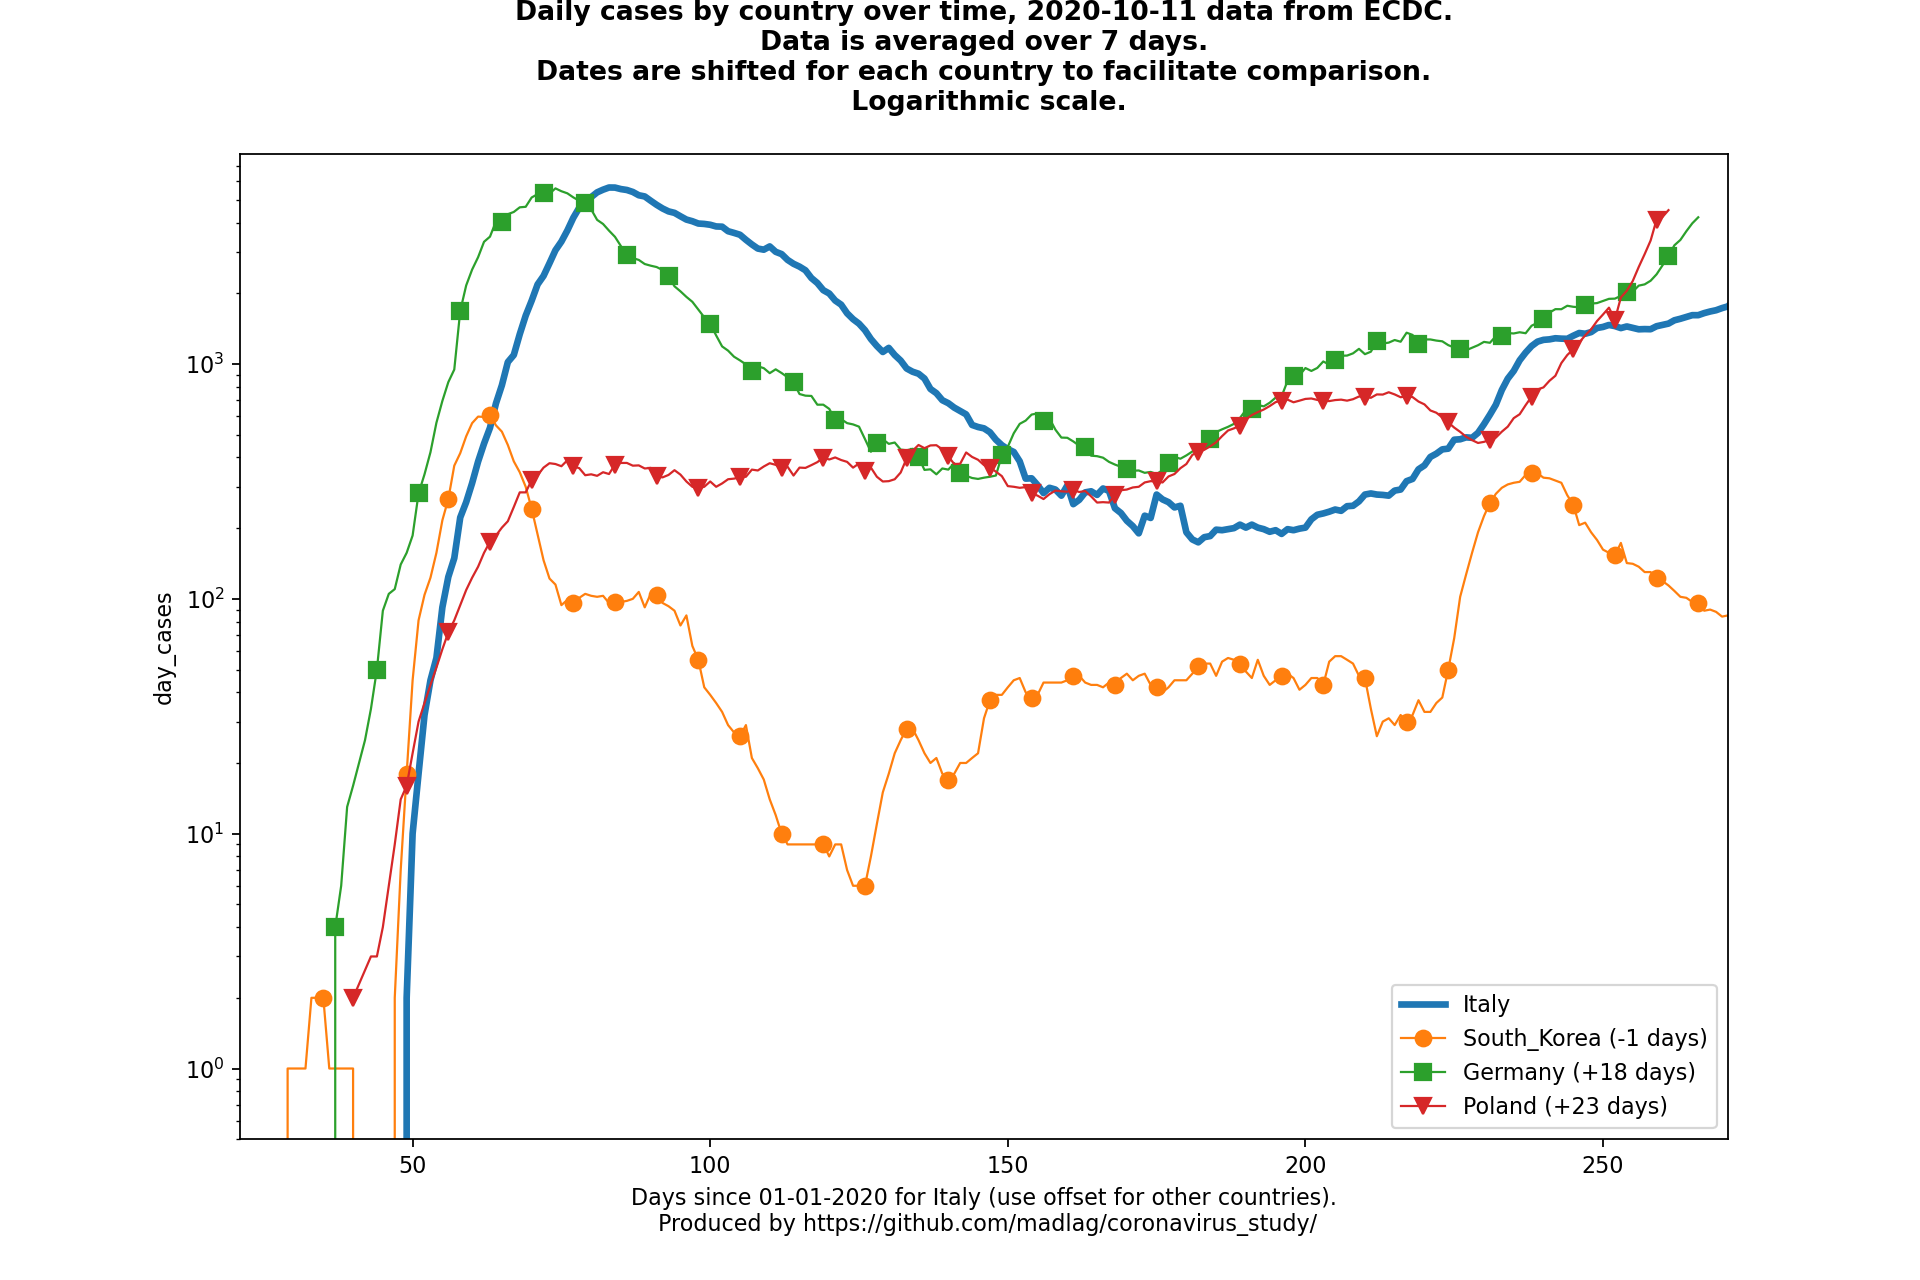 Daily cases by country over time, 2020-10-11 data from ECDC.
Data is averaged over 7 days.
Dates are shifted for each country to facilitate comparison.
Logarithmic scale.
day_cases
10³
10²
10¹
10⁰
50 100 150 200 250
Italy
South_Korea (-1 days)
Germany (+18 days)
Poland (+23 days)
Days since 01-01-2020 for Italy (use offset for other countries).
Produced by https://github.com/madlag/coronavirus_study/